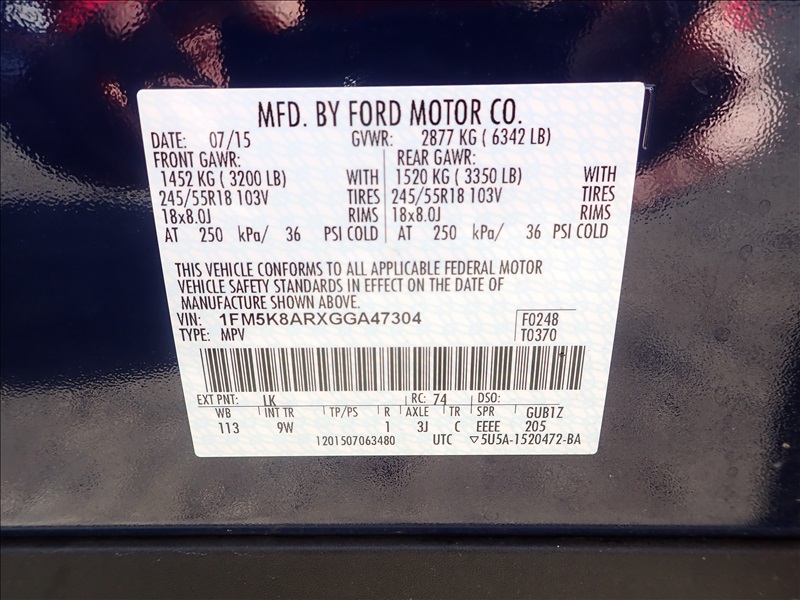 MFD. BY FORD MOTOR CO.
DATE: 07/15 GVWR: 2877 KG ( 6342 LB)
FRONT GAWR: REAR GAWR:
1452 KG ( 3200 LB) WITH 1520 KG ( 3350 LB) WITH
245/55R18 103V TIRES 245/55R18 103V TIRES
18x8.0J RIMS 18x8.0J RIMS
AT 250 kPa/ 36 PSI COLD AT 250 kPa/ 36 PSI COLD
THIS VEHICLE CONFORMS TO ALL APPLICABLE FEDERAL MOTOR
VEHICLE SAFETY STANDARDS IN EFFECT ON THE DATE OF
MANUFACTURE SHOWN ABOVE.
VIN: 1FM5K8ARXGGA47304 F0248
TYPE: MPV T0370
EXT PNT: LK RC: 74 DSO:
WB INT TR TP/PS R AXLE TR SPR GUB1Z
113 9W 1 3J C EEEE 205
1201507063480 UTC ▽5U5A-1520472-BA